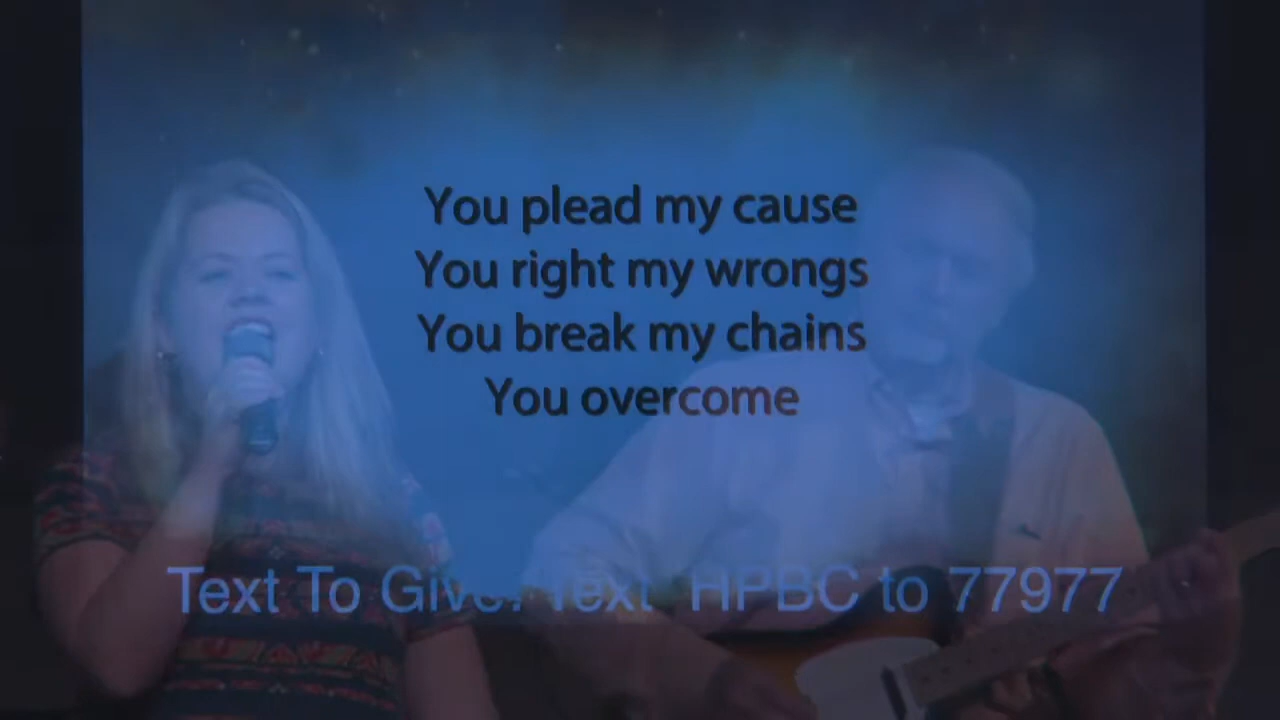 You plead my cause
You right my wrongs
You break my chains
You overcome
Text To Give: Text HPBC to 77977